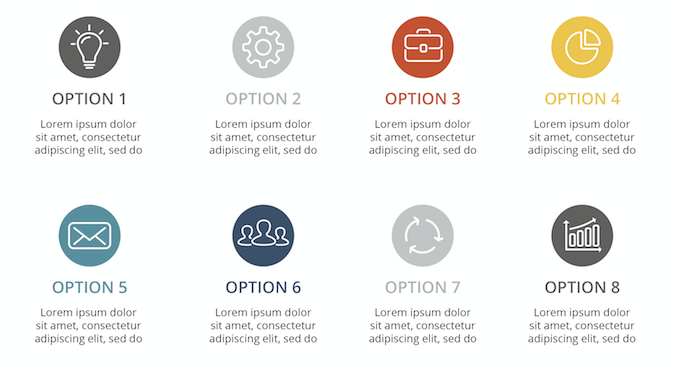 OPTION 1
Lorem ipsum dolor
sit amet, consectetur
adipiscing elit, sed do
OPTION 2
Lorem ipsum dolor
sit amet, consectetur
adipiscing elit, sed do
OPTION 3
Lorem ipsum dolor
sit amet, consectetur
adipiscing elit, sed do
OPTION 4
Lorem ipsum dolor
sit amet, consectetur
adipiscing elit, sed do
OPTION 5
Lorem ipsum dolor
sit amet, consectetur
adipiscing elit, sed do
OPTION 6
Lorem ipsum dolor
sit amet, consectetur
adipiscing elit, sed do
OPTION 7
Lorem ipsum dolor
sit amet, consectetur
adipiscing elit, sed do
OPTION 8
Lorem ipsum dolor
sit amet, consectetur
adipiscing elit, sed do